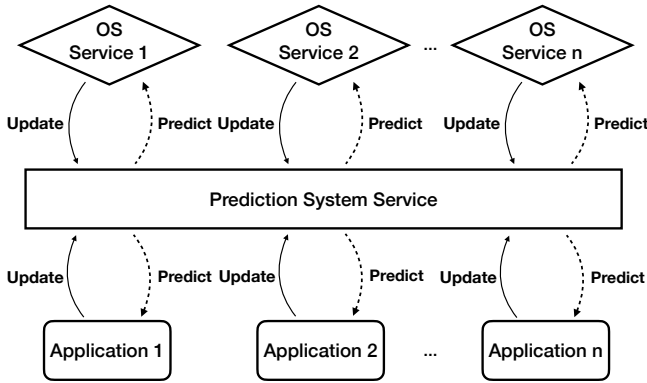 OS
Service 1
OS
Service 2
...
OS
Service n
Update
Predict
Update
Predict
Update
Predict
Prediction System Service
Update
Predict
Update
Predict
Update
Predict
Application 1
Application 2
...
Application n